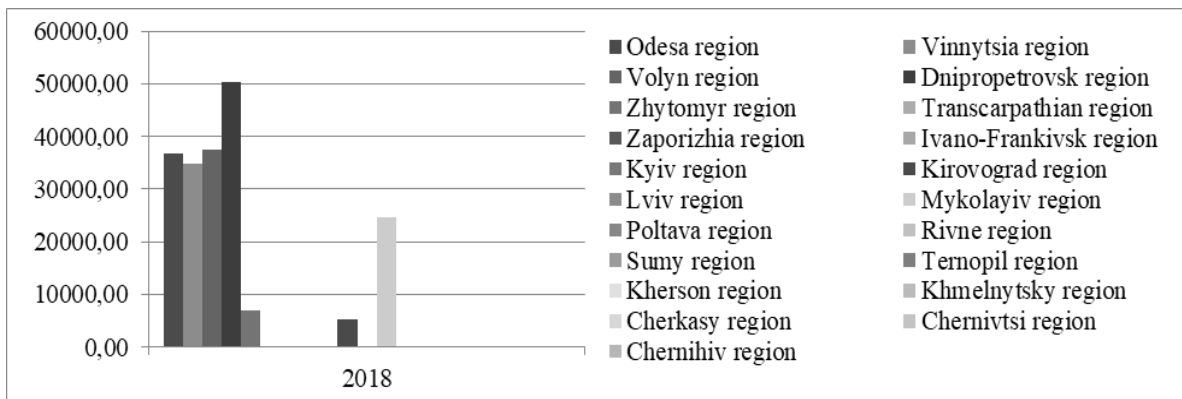 60000,00
50000,00
40000,00
30000,00
20000,00
10000,00
0,00
2018
Odesa region
Vinnytsia region
Volyn region
Dnipropetrovsk region
Zhytomyr region
Transcarpathian region
Zaporizhia region
Ivano-Frankivsk region
Kyiv region
Kirovograd region
Lviv region
Mykolayiv region
Poltava region
Rivne region
Sumy region
Ternopil region
Kherson region
Khmelnytsky region
Cherkasy region
Chernivtsi region
Chernihiv region